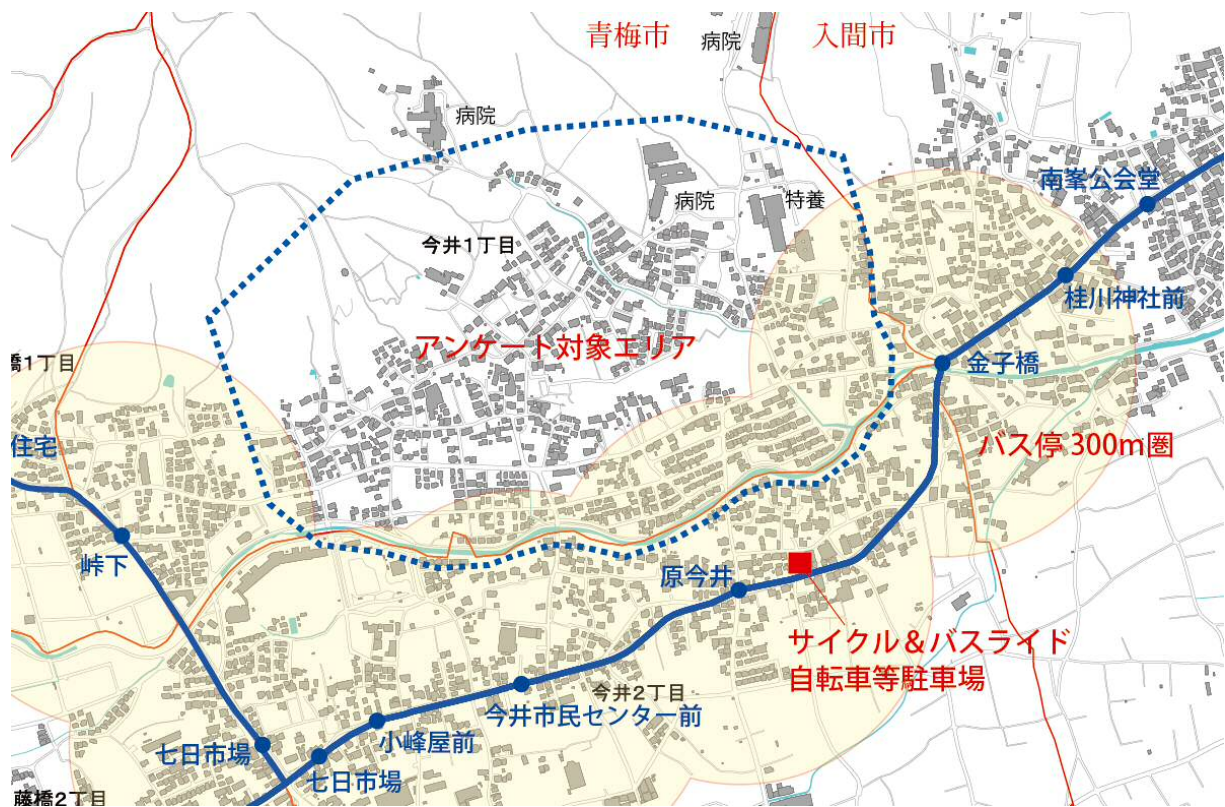 青梅市
入間市
病院
病院
南峯公会堂
病院
特養
今井1丁目
桂川神社前
アンケート対象エリア
金子橋
橋1丁目
住宅
バス停300m圏
峠下
原今井
サイクル＆バスライド
自転車等駐車場
今井2丁目
今井市民センター前
小峰屋前
七日市場
七日市場
藤橋2丁目